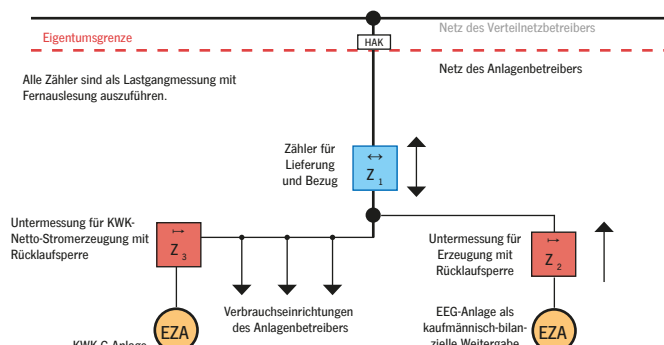 Netz des Verteilnetzbetreibers
Eigentumsgrenze
HAK
Netz des Anlagenbetreibers
Alle Zähler sind als Lastgangmessung mit
Fernauslesung auszuführen.
Zähler für
Lieferung
und Bezug
↔
Z 1
Untermessung für KWK-
Netto-Stromerzeugung mit
Rücklaufsperre
↦
Z 3
Untermessung für
Erzeugung mit
Rücklaufsperre
↦
Z 2
Verbrauchseinrichtungen
des Anlagenbetreibers
EEG-Anlage als
kaufmännisch-bilan-
zielle Weitergabe
EZA
KWK-G-Anlage
EZA